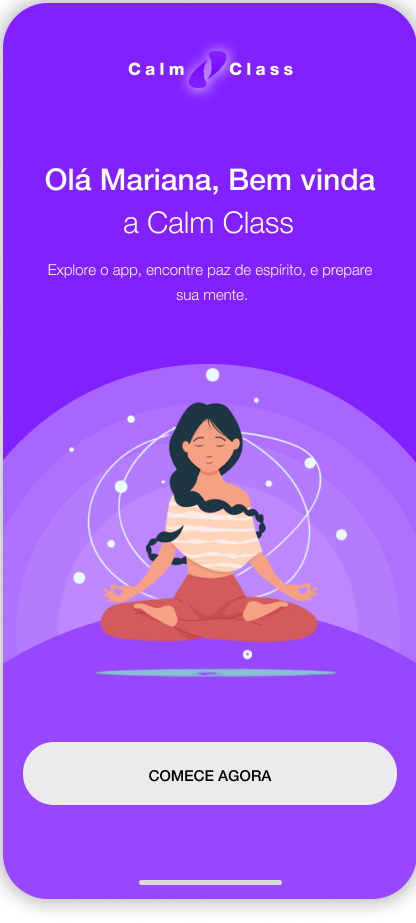 Calm Class
Olá Mariana, Bem vinda
a Calm Class
Explore o app, encontre paz de espírito, e prepare
sua mente.
COMECE AGORA